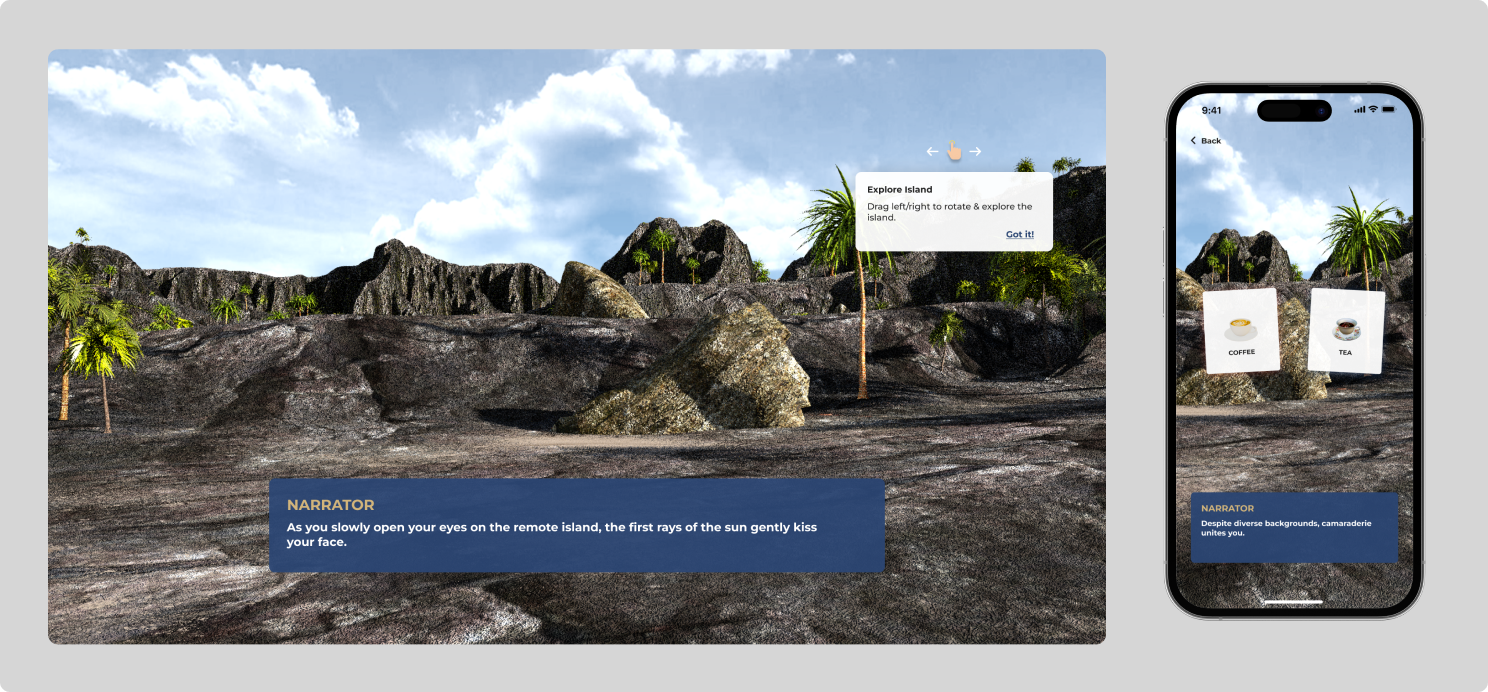 Explore Island
Drag left/right to rotate & explore the
island.
Got it!
NARRATOR
As you slowly open your eyes on the remote island, the first rays of the sun gently kiss
your face.
9:41
Back
COFFEE
TEA
NARRATOR
Despite diverse backgrounds, camaraderie
unites you.